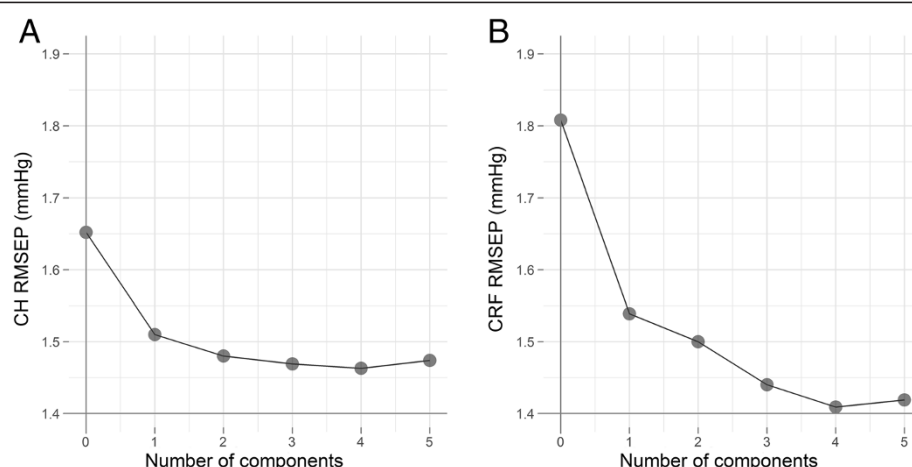 A
CH RMSEP (mmHg)
1.9
1.8
1.7
1.6
1.5
1.4
0 1 2 3 4 5
Number of components
B
CRF RMSEP (mmHg)
1.9
1.8
1.7
1.6
1.5
1.4
0 1 2 3 4 5
Number of components